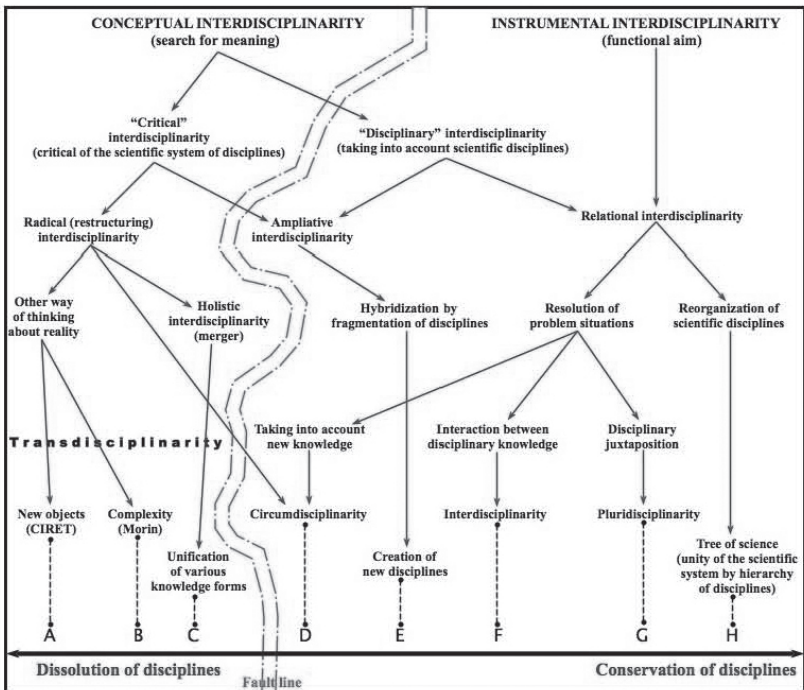 CONCEPTUAL INTERDISCIPLINARITY
(search for meaning)
INSTRUMENTAL INTERDISCIPLINARITY
(functional aim)
“Critical”
interdisciplinarity
(critical of the scientific system of disciplines)
“Disciplinary” interdisciplinarity
(taking into account scientific disciplines)
Radical (restructuring)
interdisciplinarity
Ampliative
interdisciplinarity
Relational interdisciplinarity
Other way
of thinking
about reality
Holistic
interdisciplinarity
(merger)
Hybridization by
fragmentation of disciplines
Resolution of
problem situations
Reorganization of
scientific disciplines
Transdisciplinarity
Taking into account
new knowledge
Interaction between
disciplinary knowledge
Disciplinary
juxtaposition
New objects
(CIRET)
Complexity
(Morin)
Circumdisciplinarity
Interdisciplinarity
Pluridisciplinarity
Unification
of various
knowledge forms
Creation of
new disciplines
Tree of science
(unity of the scientific
system by hierarchy
of disciplines)
A B C D E F G H
Dissolution of disciplines
Conservation of disciplines
Fault line